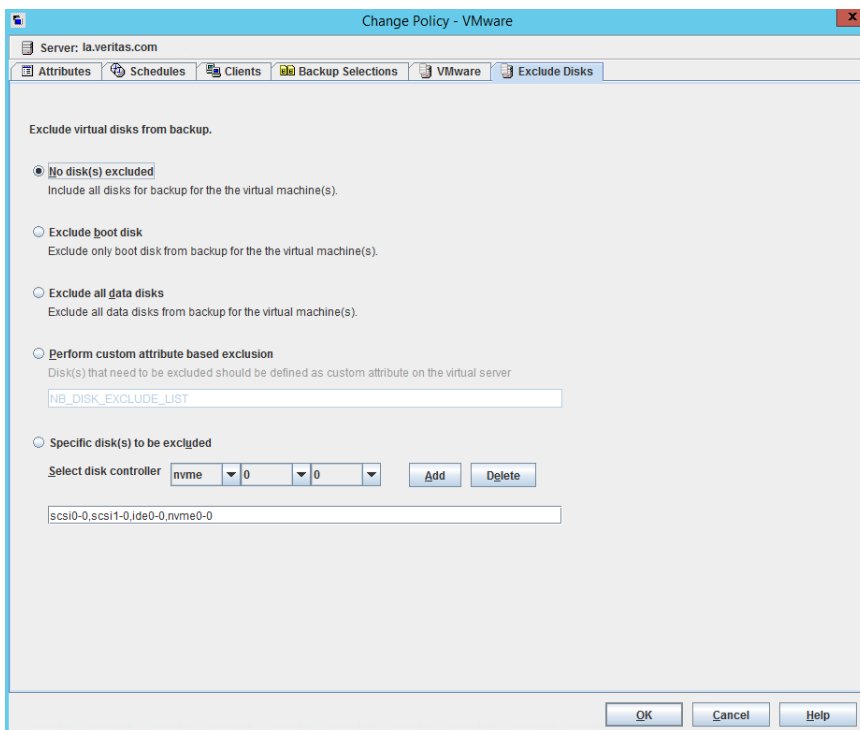 Change Policy - VMware
x
Server: la.veritas.com
Attributes Schedules Clients Backup Selections VMware Exclude Disks
Exclude virtual disks from backup.
No disk(s) excluded
Include all disks for backup for the the virtual machine(s).
Exclude boot disk
Exclude only boot disk from backup for the the virtual machine(s).
Exclude all data disks
Exclude all data disks from backup for the virtual machine(s).
Perform custom attribute based exclusion
Disk(s) that need to be excluded should be defined as custom attribute on the virtual server
NB_DISK_EXCLUDE_LIST
Specific disk(s) to be excluded
Select disk controller nvme 0 0 Add Delete
scsi0-0,scsi1-0,ide0-0,nvme0-0
OK Cancel Help